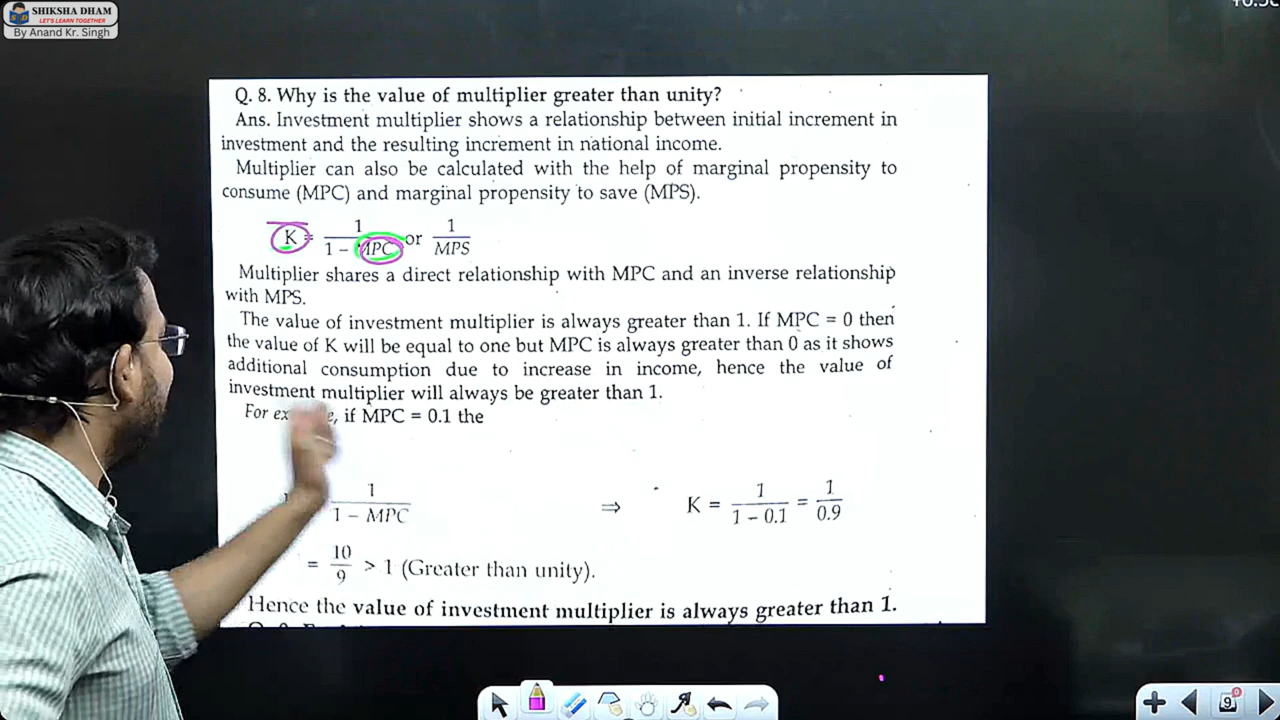 SHIKSHA DHAM
LET'S LEARN TOGETHER
By Anand Kr. Singh
Q. 8. Why is the value of multiplier greater than unity?
Ans. Investment multiplier shows a relationship between initial increment in
investment and the resulting increment in national income.
Multiplier can also be calculated with the help of marginal propensity to
consume (MPC) and marginal propensity to save (MPS).
K = 1 / (1 – MPC) or 1 / MPS
Multiplier shares a direct relationship with MPC and an inverse relationship
with MPS.
The value of investment multiplier is always greater than 1. If MPC = 0 then
the value of K will be equal to one but MPC is always greater than 0 as it shows
additional consumption due to increase in income, hence the value of
investment multiplier will always be greater than 1.
For if MPC = 0.1 the
1 / (1 – MPC) ⇒ K = 1 / (1 – 0.1) = 1 / 0.9
= 10 / 9 > 1 (Greater than unity).
Hence the value of investment multiplier is always greater than 1.
9
0